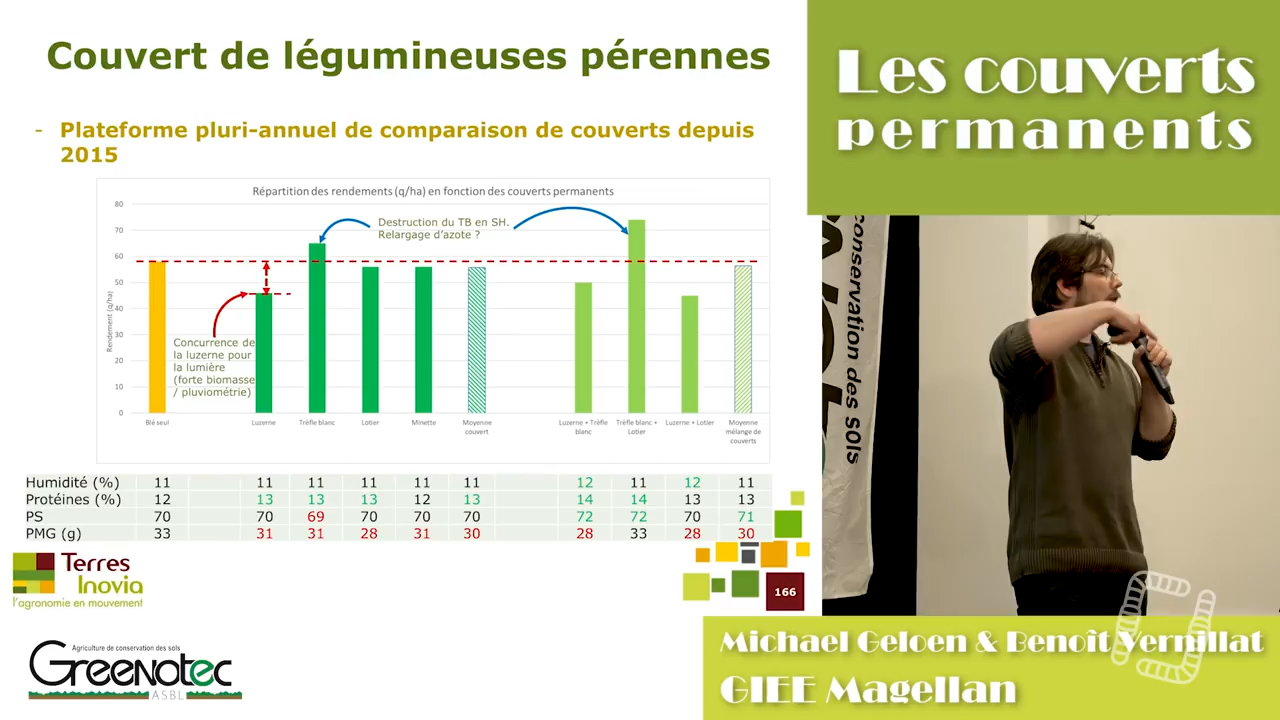 Couvert de légumineuses pérennes
- Plateforme pluri-annuel de comparaison de couverts depuis
2015
Répartition des rendements (q/ha) en fonction des couverts permanents
Rendement (q/ha)
80
70
60
50
40
30
20
10
0
Destruction du TB en SH.
Relargage d'azote ?
Concurrence de
la luzerne pour
la lumière
(forte biomasse
/ pluviométrie)
Blé seul
Luzerne
Trèfle blanc
Lotier
Minette
Moyenne
couvert
Luzerne + Trèfle
blanc
Trèfle blanc +
Lotier
Luzerne + Lotier
Moyenne
mélange de
couverts
Humidité (%) 11 11 11 11 11 11 12 11 12 11
Protéines (%) 12 13 13 13 12 13 14 14 13 13
PS 70 70 69 70 70 70 72 72 70 71
PMG (g) 33 31 31 28 31 30 28 33 28 30
Terres
Inovia
l'agronomie en mouvement
166
Agriculture de conservation des sols
Greenotec
ASBL
Les couverts
permanents
conservation des sols
Michael Geloen & Benoît Vernillat
GIEE Magellan